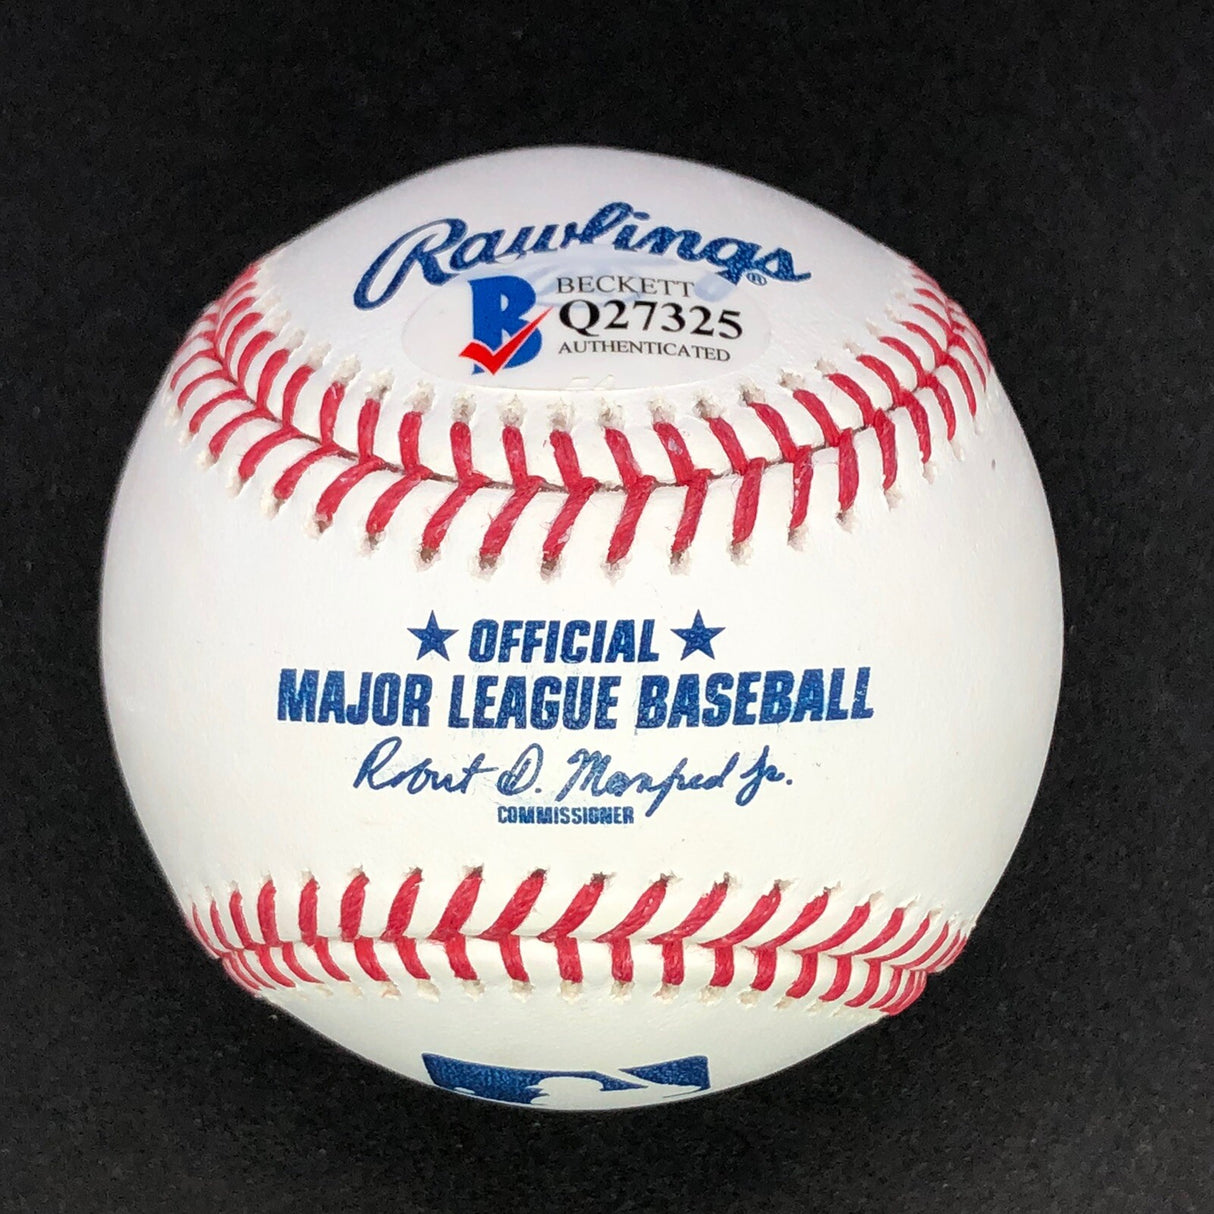 Rawlings®
BECKETT
Q27325
AUTHENTICATED
★ OFFICIAL ★
MAJOR LEAGUE BASEBALL
Robert D. Manfred Jr.
COMMISSIONER